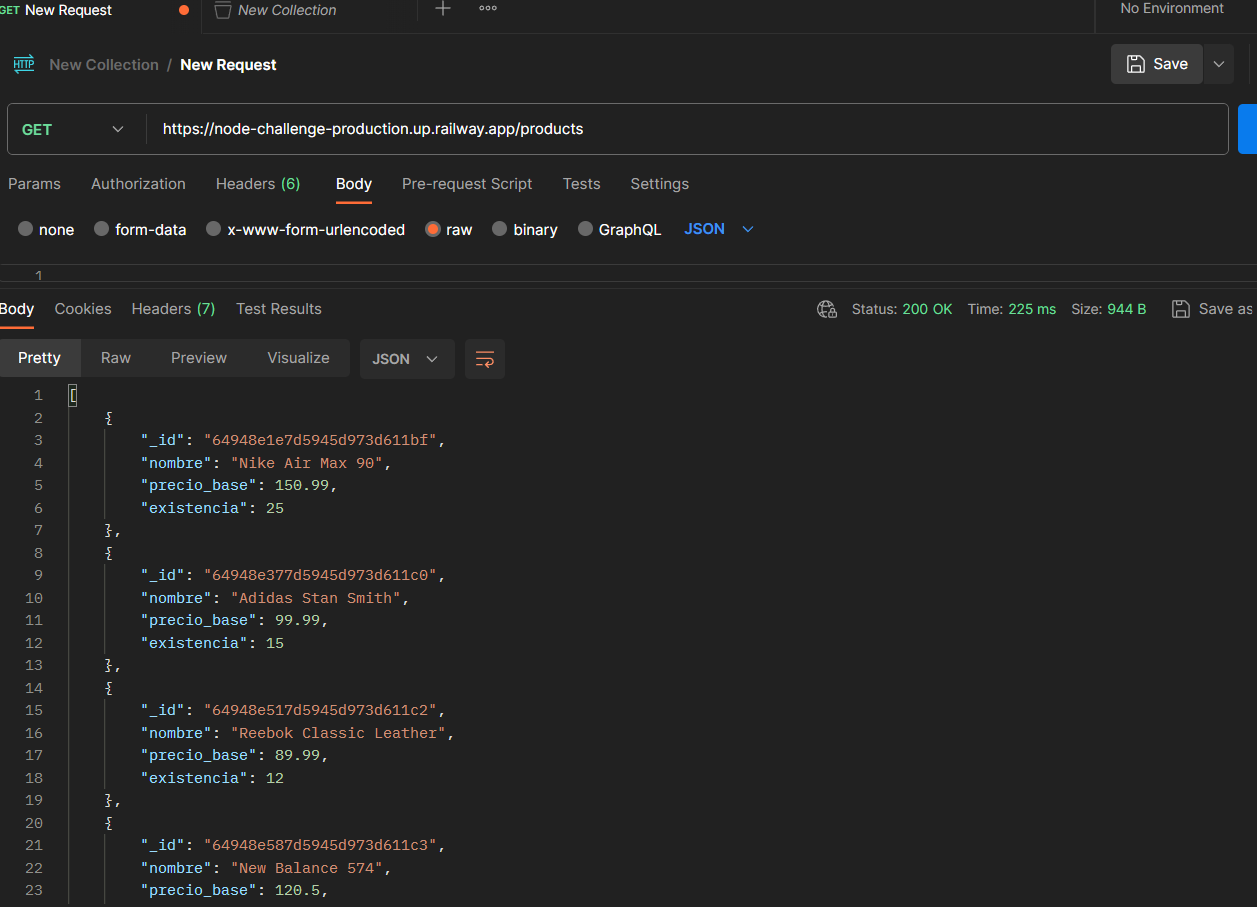 GET New Request New Collection No Environment
HTTP New Collection / New Request Save
GET https://node-challenge-production.up.railway.app/products
Params Authorization Headers (6) Body Pre-request Script Tests Settings
none form-data x-www-form-urlencoded raw binary GraphQL JSON
1
Body Cookies Headers (7) Test Results Status: 200 OK Time: 225 ms Size: 944 B Save as
Pretty Raw Preview Visualize JSON
1 [
2 {
3 "_id": "64948e1e7d5945d973d611bf",
4 "nombre": "Nike Air Max 90",
5 "precio_base": 150.99,
6 "existencia": 25
7 },
8 {
9 "_id": "64948e377d5945d973d611c0",
10 "nombre": "Adidas Stan Smith",
11 "precio_base": 99.99,
12 "existencia": 15
13 },
14 {
15 "_id": "64948e517d5945d973d611c2",
16 "nombre": "Reebok Classic Leather",
17 "precio_base": 89.99,
18 "existencia": 12
19 },
20 {
21 "_id": "64948e587d5945d973d611c3",
22 "nombre": "New Balance 574",
23 "precio_base": 120.5,